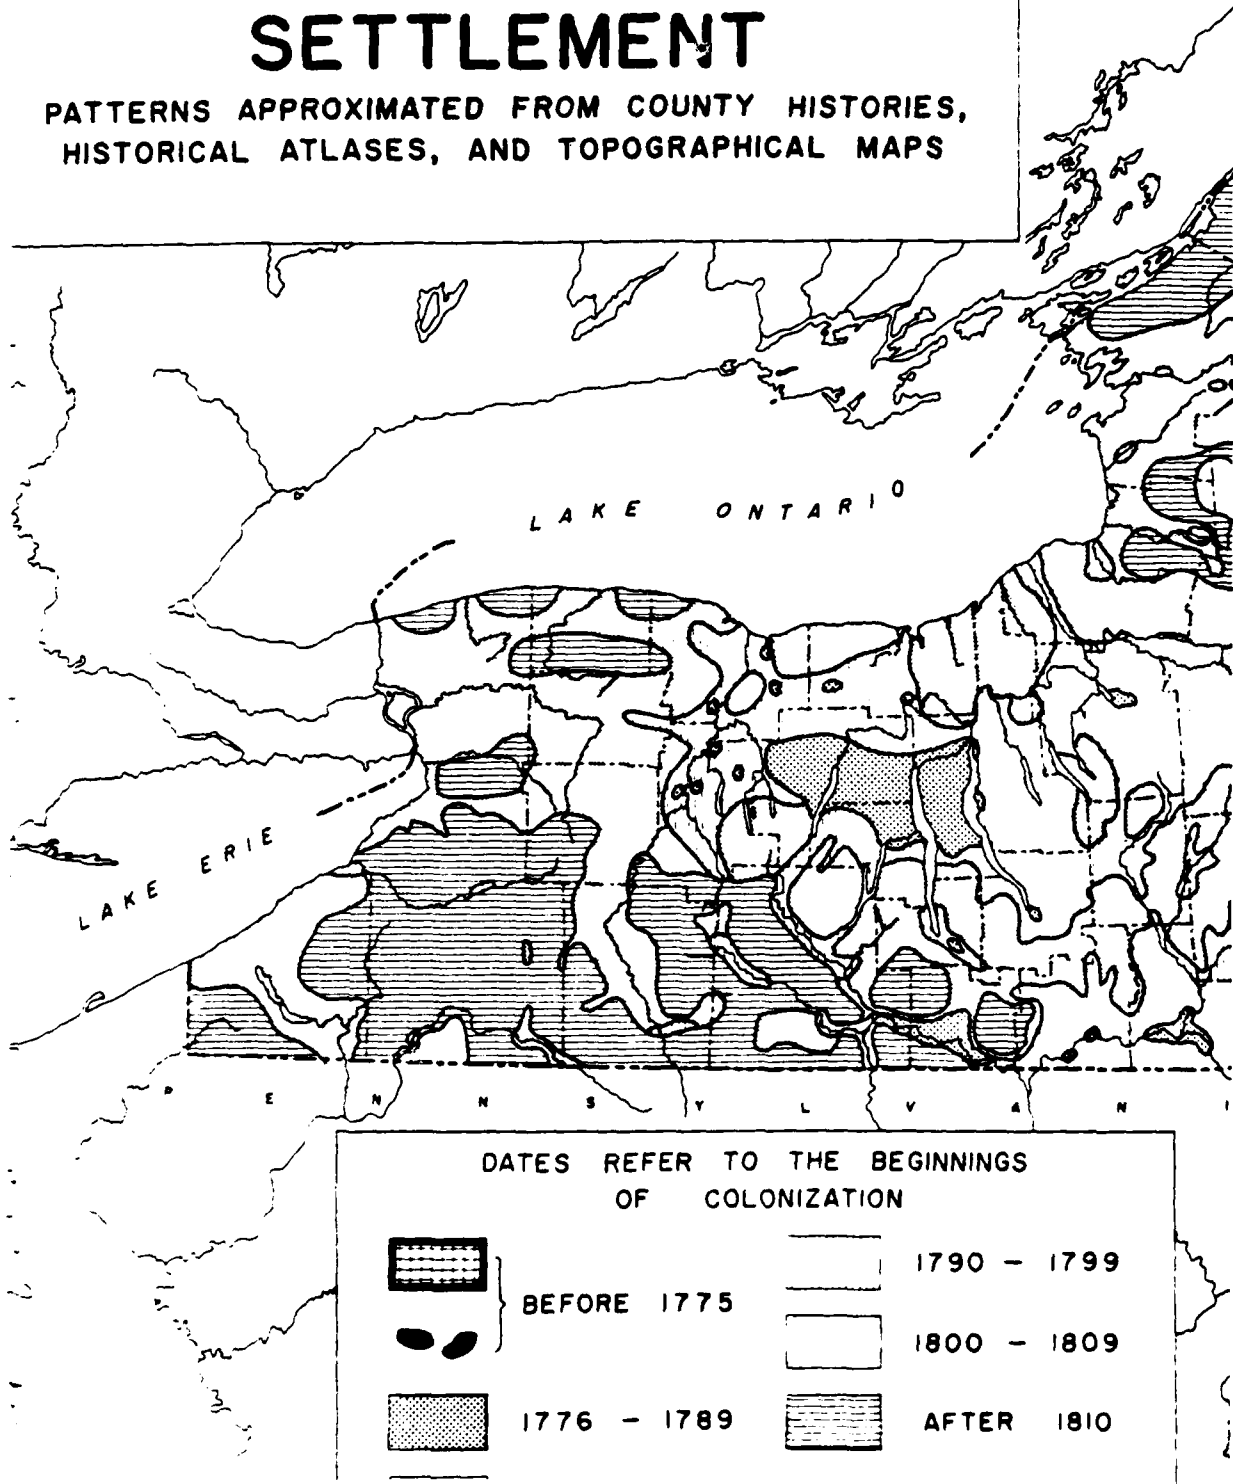 SETTLEMENT
PATTERNS APPROXIMATED FROM COUNTY HISTORIES,
HISTORICAL ATLASES, AND TOPOGRAPHICAL MAPS
LAKE ONTARIO
LAKE ERIE
P E N N S Y L V A N I
DATES REFER TO THE BEGINNINGS
OF COLONIZATION
BEFORE 1775
1776 - 1789
1790 - 1799
1800 - 1809
AFTER 1810